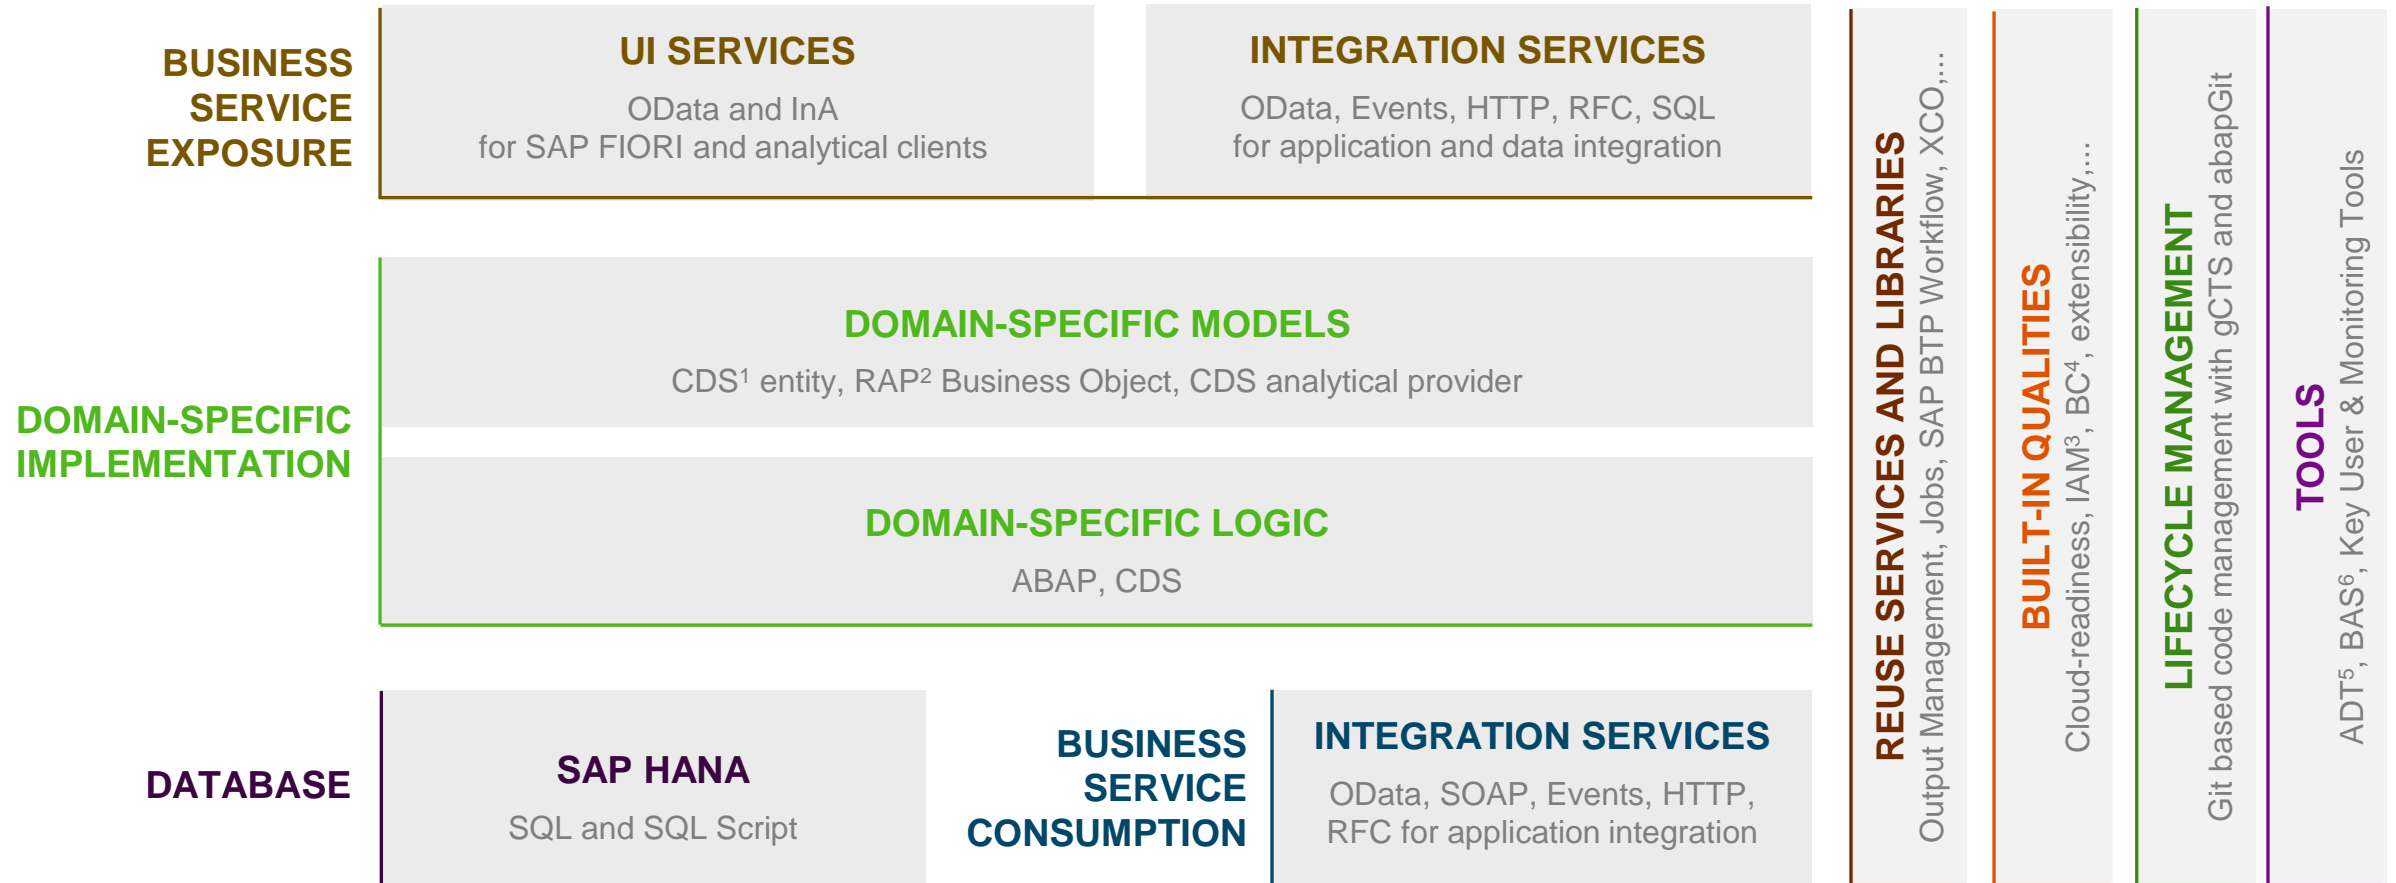 BUSINESS
SERVICE
EXPOSURE
UI SERVICES
OData and InA
for SAP FIORI and analytical clients
INTEGRATION SERVICES
OData, Events, HTTP, RFC, SQL
for application and data integration
DOMAIN-SPECIFIC
IMPLEMENTATION
DOMAIN-SPECIFIC MODELS
CDS¹ entity, RAP² Business Object, CDS analytical provider
DOMAIN-SPECIFIC LOGIC
ABAP, CDS
DATABASE
SAP HANA
SQL and SQL Script
BUSINESS
SERVICE
CONSUMPTION
INTEGRATION SERVICES
OData, SOAP, Events, HTTP,
RFC for application integration
REUSE SERVICES AND LIBRARIES
Output Management, Jobs, SAP BTP Workflow, XCO,...
BUILT-IN QUALITIES
Cloud-readiness, IAM³, BC⁴, extensibility,...
LIFECYCLE MANAGEMENT
Git based code management with gCTS and abapGit
TOOLS
ADT⁵, BAS⁶, Key User & Monitoring Tools